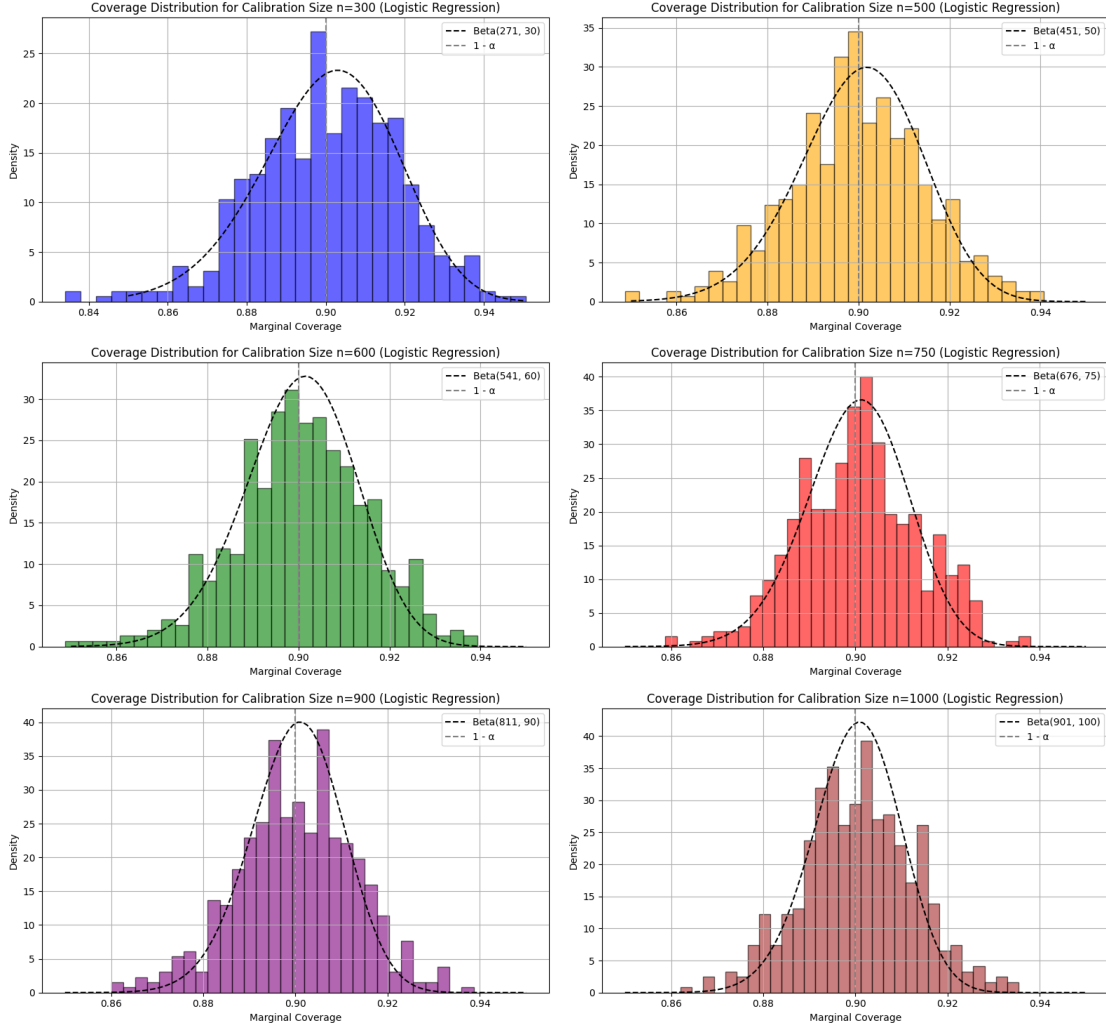 Coverage Distribution for Calibration Size n=300 (Logistic Regression)
Beta(271, 30)
1 - α
25
20
15
10
5
0
Density
0.84
0.86
0.88
0.90
0.92
0.94
Marginal Coverage
Coverage Distribution for Calibration Size n=500 (Logistic Regression)
Beta(451, 50)
1 - α
35
30
25
20
15
10
5
0
Density
0.86
0.88
0.90
0.92
0.94
Marginal Coverage
Coverage Distribution for Calibration Size n=600 (Logistic Regression)
Beta(541, 60)
1 - α
30
25
20
15
10
5
0
Density
0.86
0.88
0.90
0.92
0.94
Marginal Coverage
Coverage Distribution for Calibration Size n=750 (Logistic Regression)
Beta(676, 75)
1 - α
40
35
30
25
20
15
10
5
0
Density
0.86
0.88
0.90
0.92
0.94
Marginal Coverage
Coverage Distribution for Calibration Size n=900 (Logistic Regression)
Beta(811, 90)
1 - α
40
35
30
25
20
15
10
5
0
Density
0.86
0.88
0.90
0.92
0.94
Marginal Coverage
Coverage Distribution for Calibration Size n=1000 (Logistic Regression)
Beta(901, 100)
1 - α
40
35
30
25
20
15
10
5
0
Density
0.86
0.88
0.90
0.92
0.94
Marginal Coverage